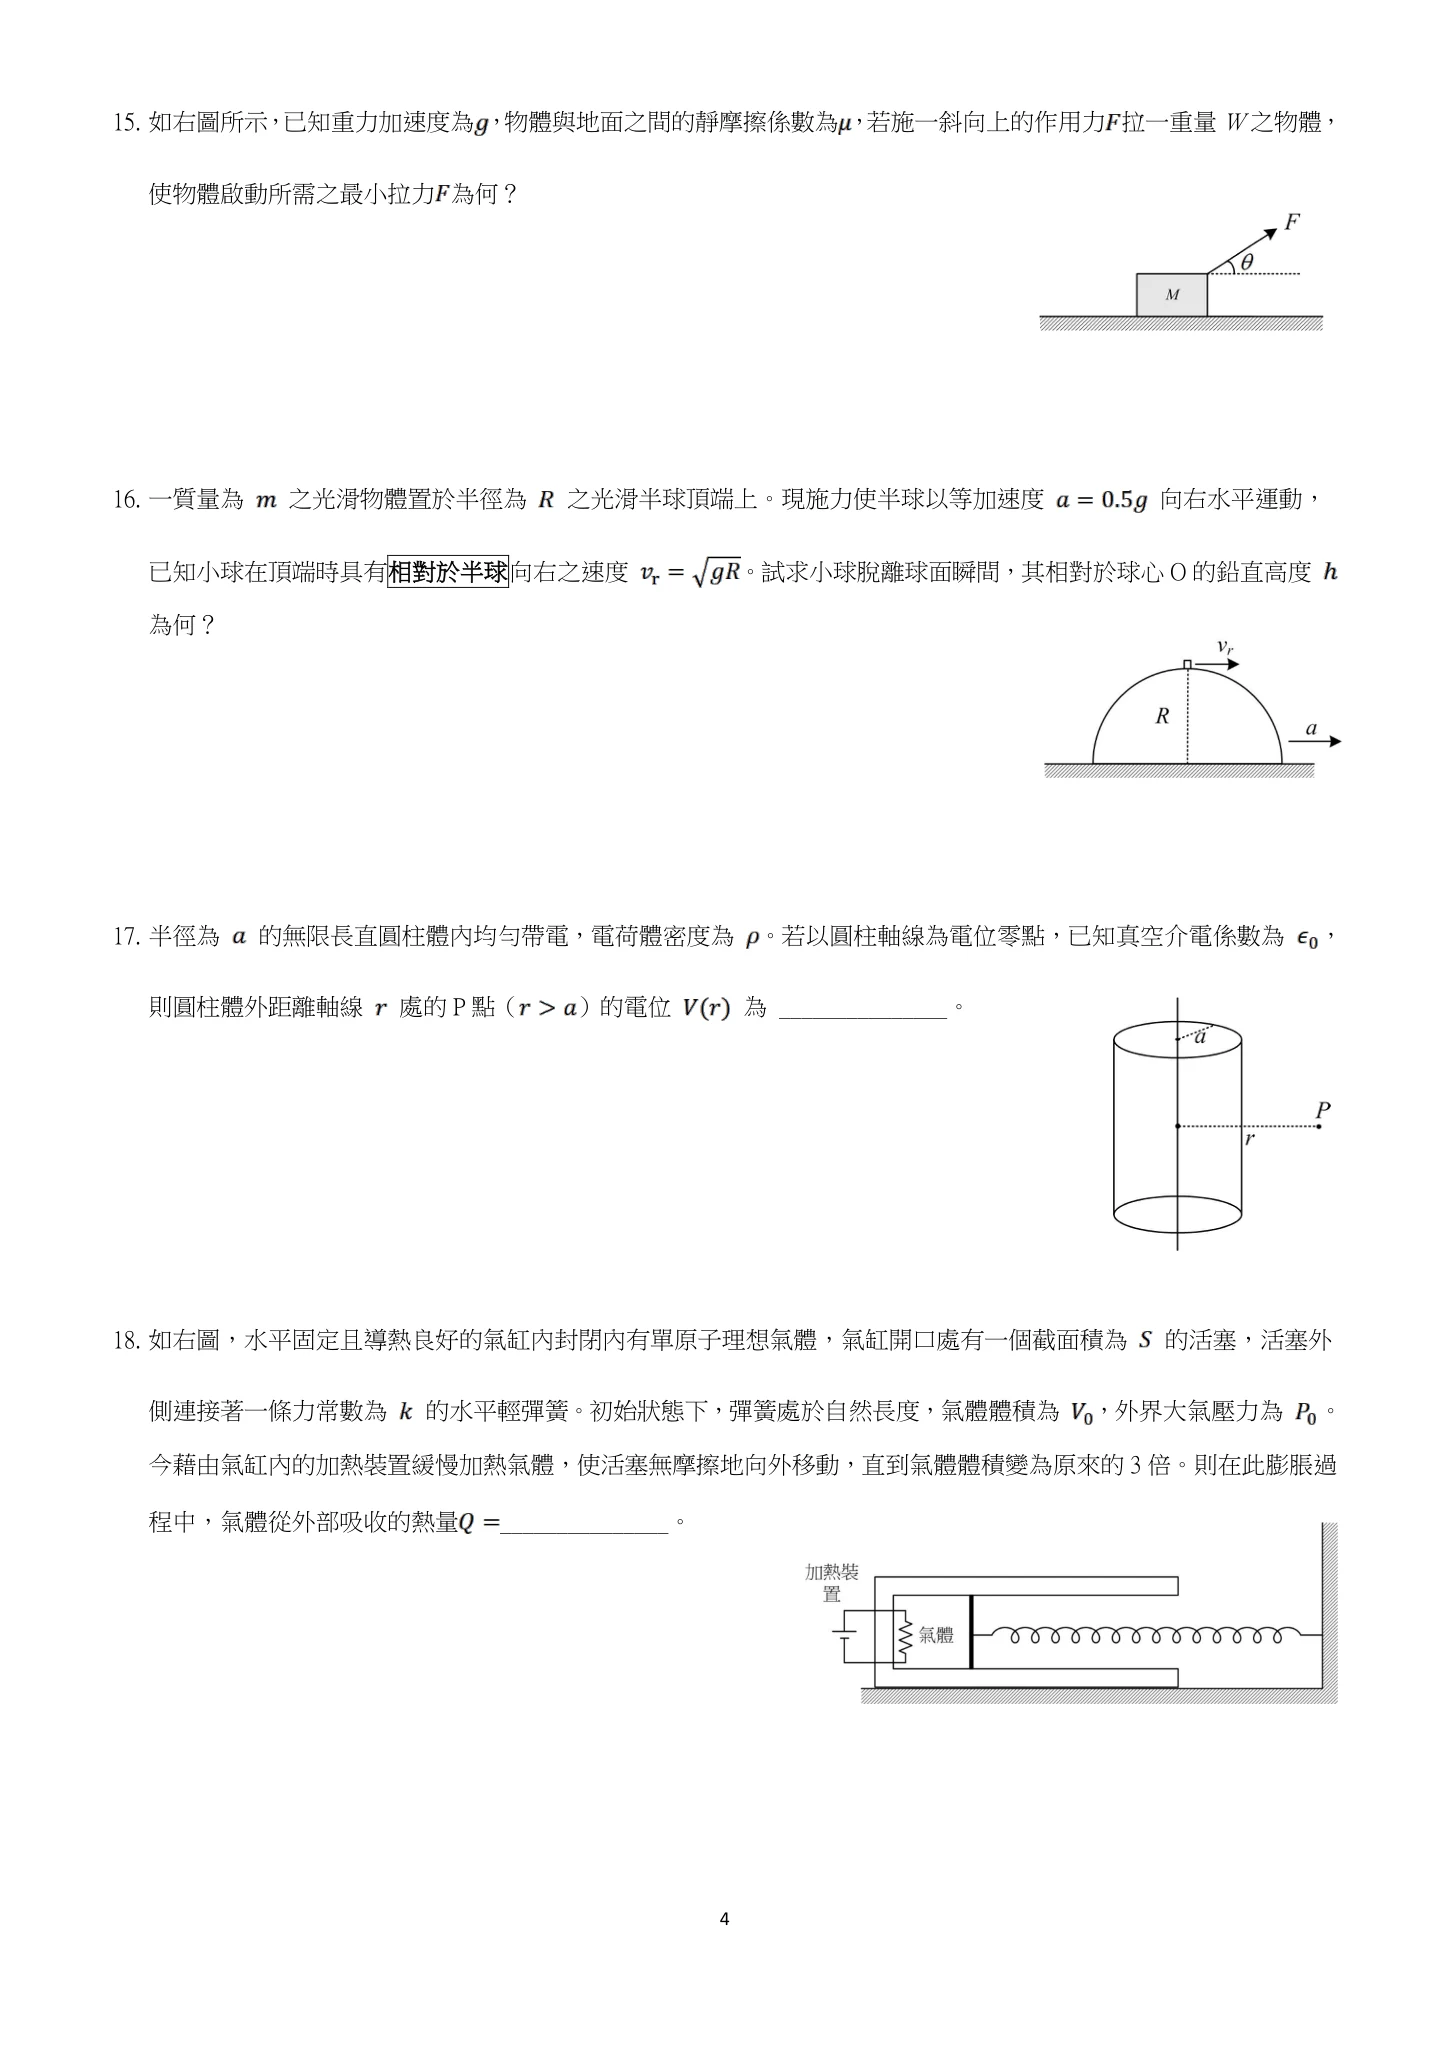 15. 如右圖所示，已知重力加速度為g，物體與地面之間的靜摩擦係數為μ，若施一斜向上的作用力F拉一重量 W之物體，
使物體啟動所需之最小拉力F為何？
F
θ
M
16. 一質量為 m 之光滑物體置於半徑為 R 之光滑半球頂端上。現施力使半球以等加速度 a = 0.5g 向右水平運動，
已知小球在頂端時具有相對於半球向右之速度 vr = √gR。試求小球脫離球面瞬間，其相對於球心 O 的鉛直高度 h
為何？
vr
R
a
17. 半徑為 a 的無限長直圓柱體內均勻帶電，電荷體密度為 ρ。若以圓柱軸線為電位零點，已知真空介電係數為 ϵ0，
則圓柱體外距離軸線 r 處的 P 點（r > a）的電位 V(r) 為 ______________。
a
P
r
18. 如右圖，水平固定且導熱良好的氣缸內封閉內有單原子理想氣體，氣缸開口處有一個截面積為 S 的活塞，活塞外
側連接著一條力常數為 k 的水平輕彈簧。初始狀態下，彈簧處於自然長度，氣體體積為 V0，外界大氣壓力為 P0。
今藉由氣缸內的加熱裝置緩慢加熱氣體，使活塞無摩擦地向外移動，直到氣體體積變為原來的 3 倍。則在此膨脹過
程中，氣體從外部吸收的熱量Q =______________。
加熱裝
置
氣體
4